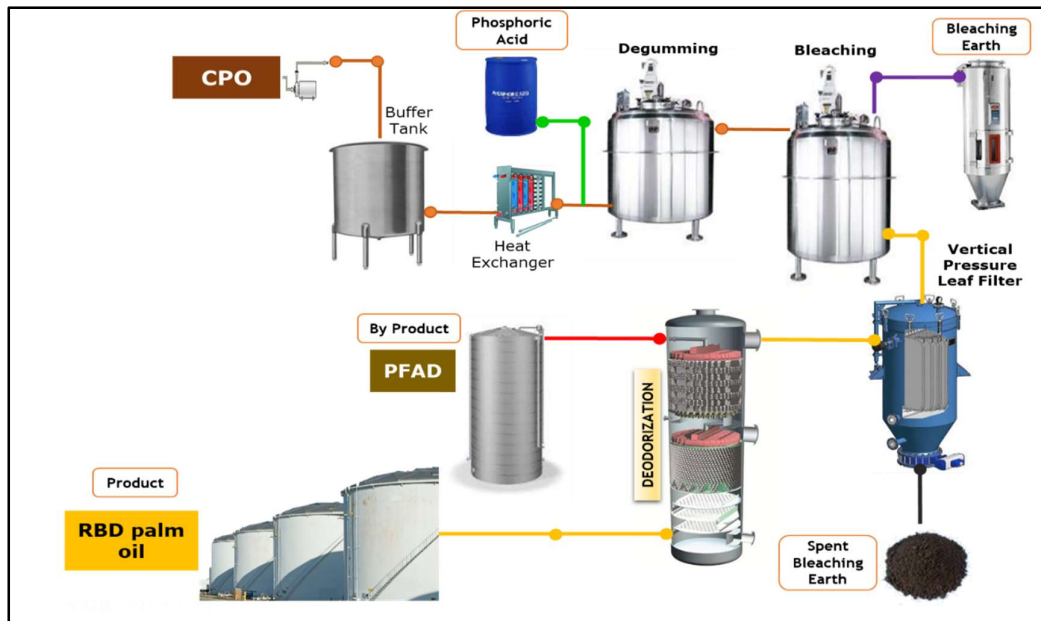 Phosphoric
Acid
Degumming
Bleaching
Bleaching
Earth
CPO
Buffer
Tank
Heat
Exchanger
Vertical
Pressure
Leaf Filter
By Product
PFAD
DEODORIZATION
Product
RBD palm
oil
Spent
Bleaching
Earth